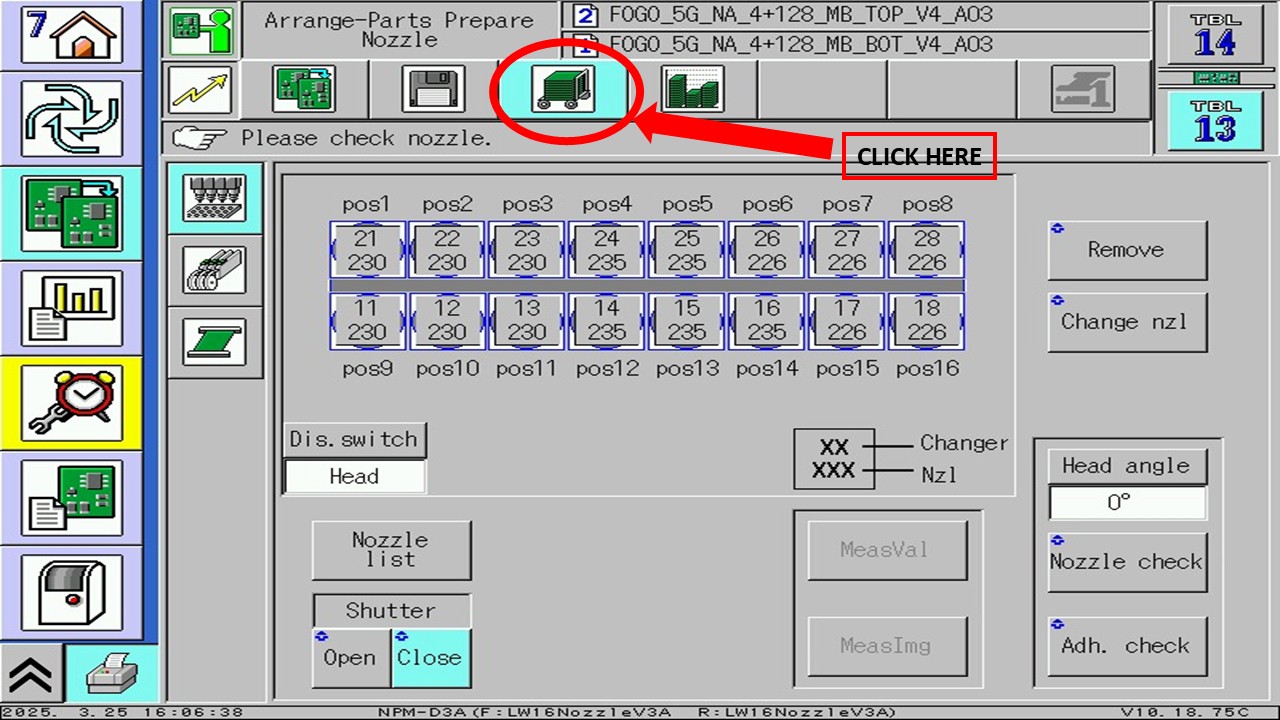 7
Arrange-Parts Prepare
Nozzle
2 FOGO_5G_NA_4+128_MB_TOP_V4_A03
1 FOGO_5G_NA_4+128_MB_BOT_V4_A03
TBL
14
TBL
13
Please check nozzle.
CLICK HERE
pos1 pos2 pos3 pos4 pos5 pos6 pos7 pos8
21 22 23 24 25 26 27 28
230 230 230 235 235 226 226 226
11 12 13 14 15 16 17 18
230 230 230 235 235 235 226 226
pos9 pos10 pos11 pos12 pos13 pos14 pos15 pos16
Remove
Change nzl
Dis.switch
Head
XX Changer
XXX Nzl
Head angle
0°
Nozzle
list
MeasVal
Nozzle check
Shutter
Open Close
MeasImg
Adh. check
2025. 3.25 16:06:38 NPM-D3A(F:LW16NozzleV3A R:LW16NozzleV3A) V10.18.75C